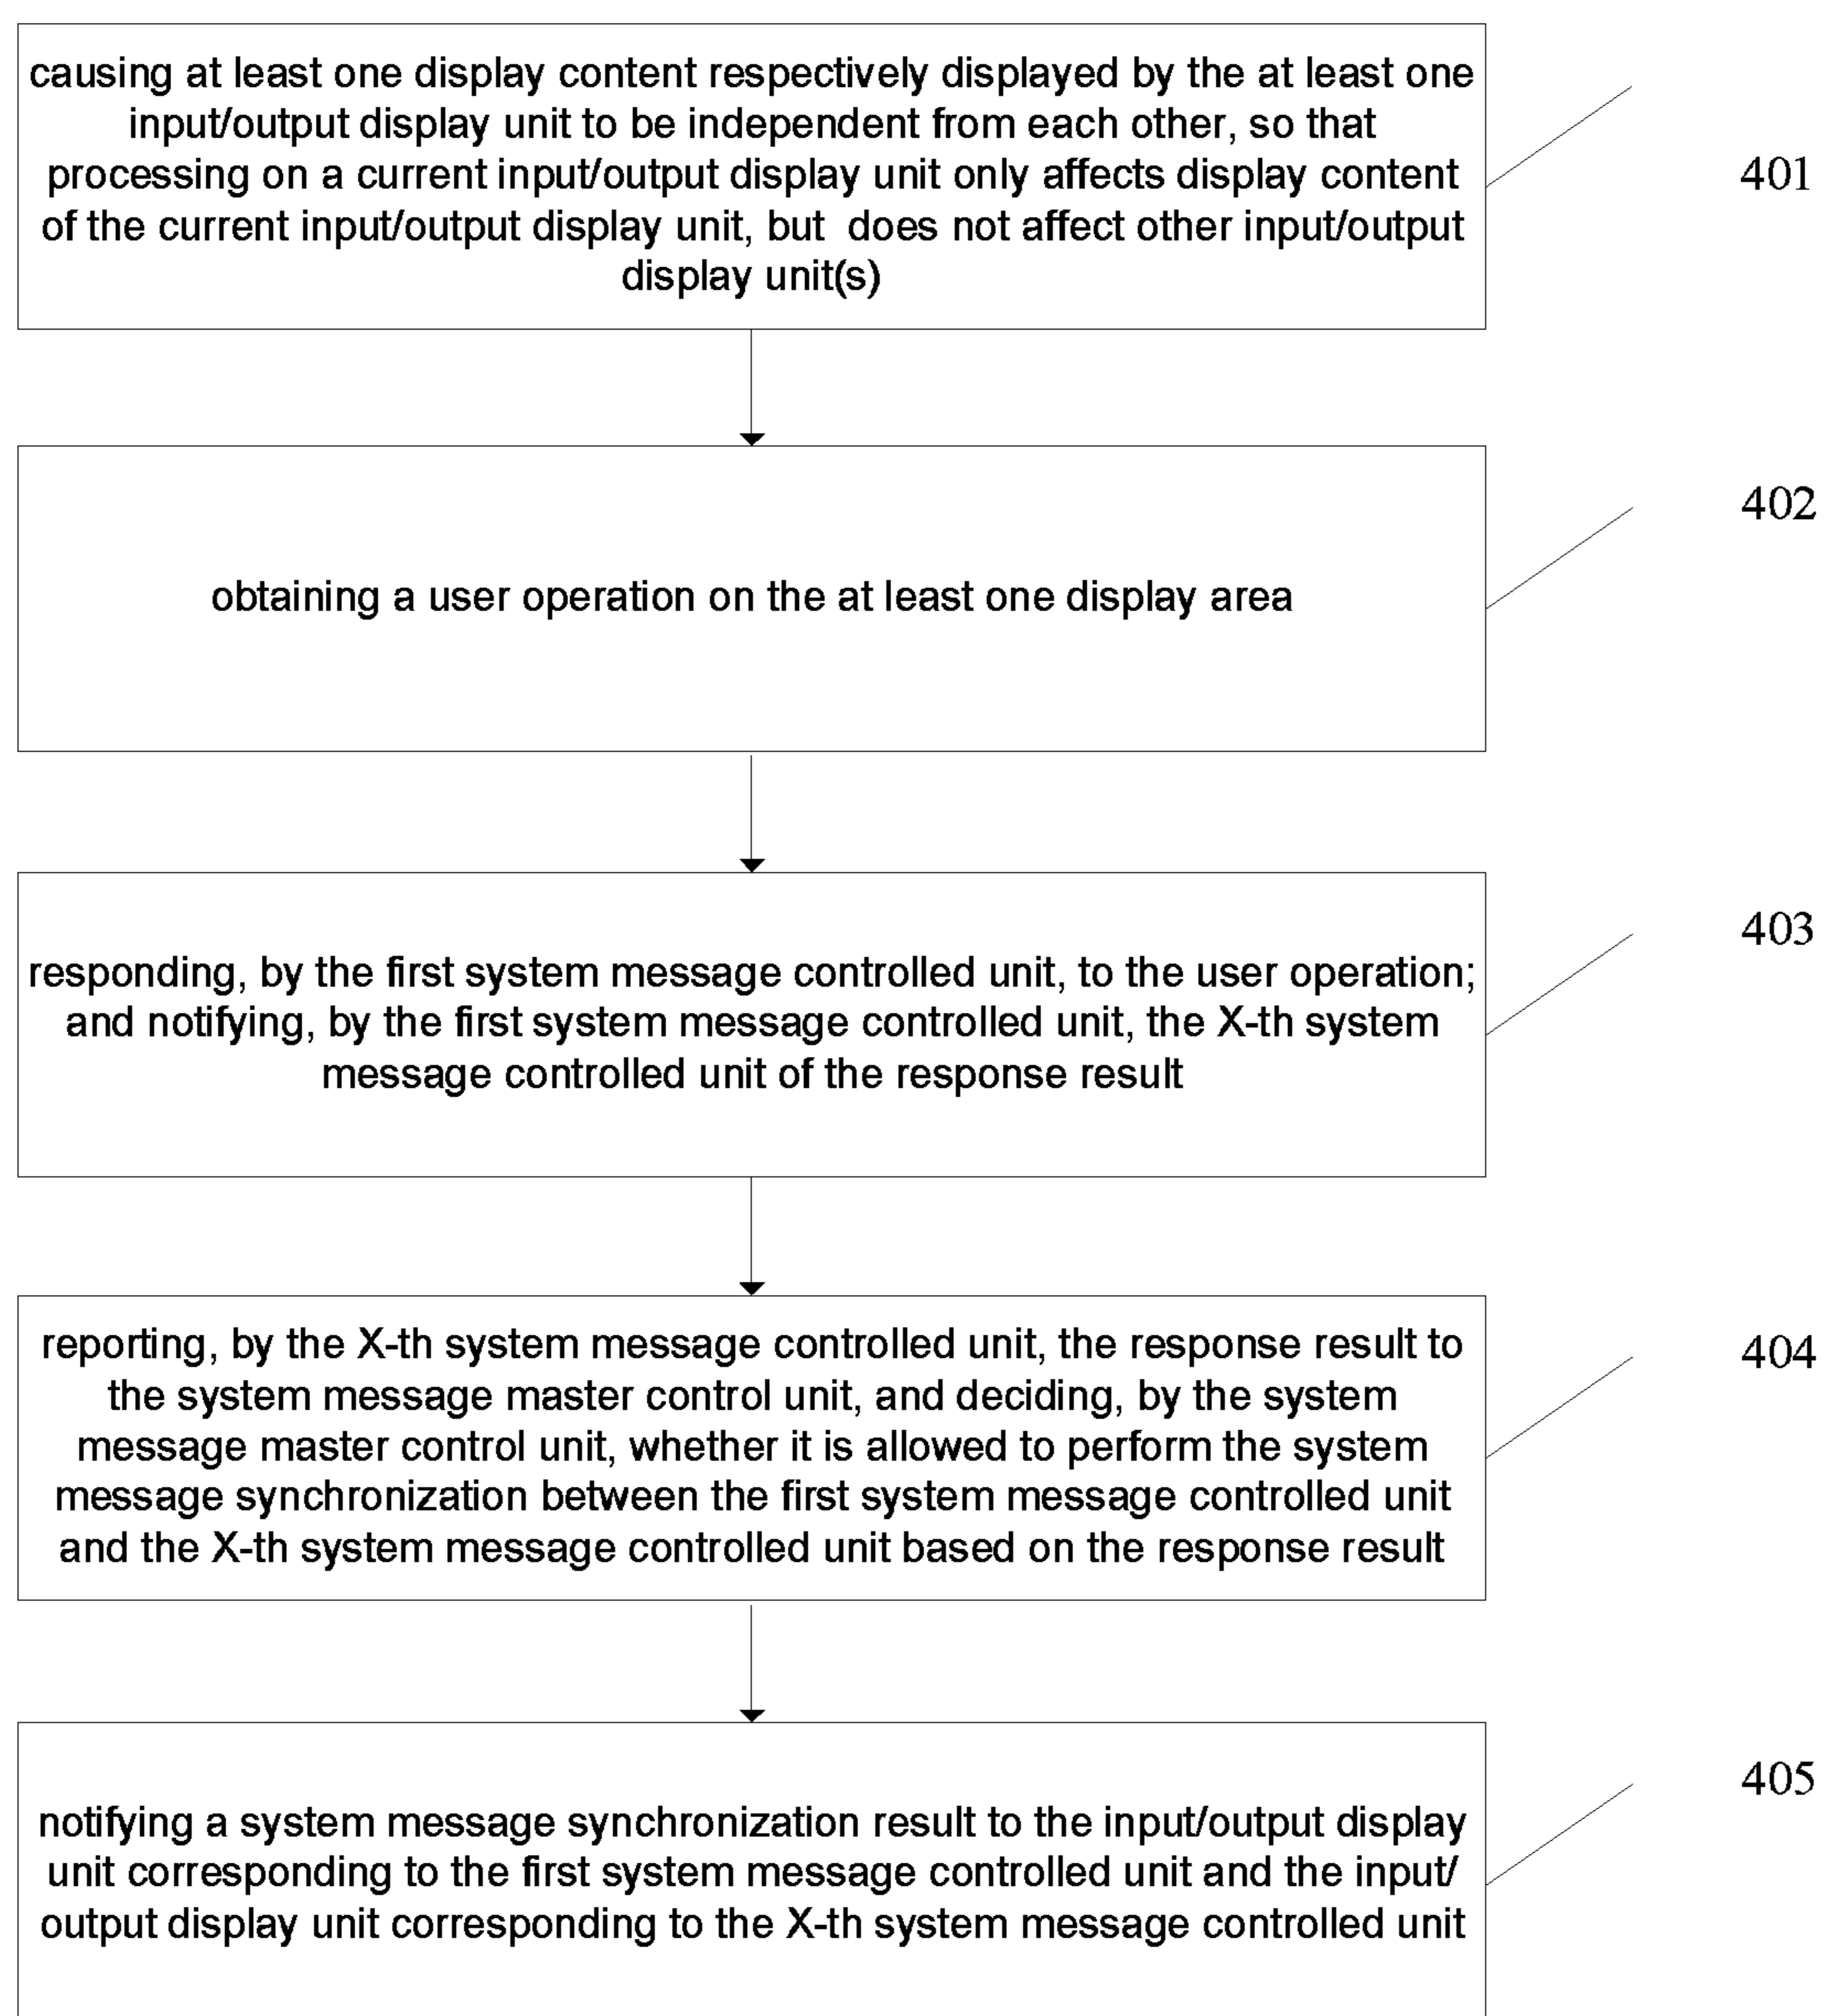 causing at least one display content respectively displayed by the at least one
input/output display unit to be independent from each other, so that
processing on a current input/output display unit only affects display content
of the current input/output display unit, but does not affect other input/output
display unit(s)
401
obtaining a user operation on the at least one display area
402
responding, by the first system message controlled unit, to the user operation;
and notifying, by the first system message controlled unit, the X-th system
message controlled unit of the response result
403
reporting, by the X-th system message controlled unit, the response result to
the system message master control unit, and deciding, by the system
message master control unit, whether it is allowed to perform the system
message synchronization between the first system message controlled unit
and the X-th system message controlled unit based on the response result
404
notifying a system message synchronization result to the input/output display
unit corresponding to the first system message controlled unit and the input/
output display unit corresponding to the X-th system message controlled unit
405